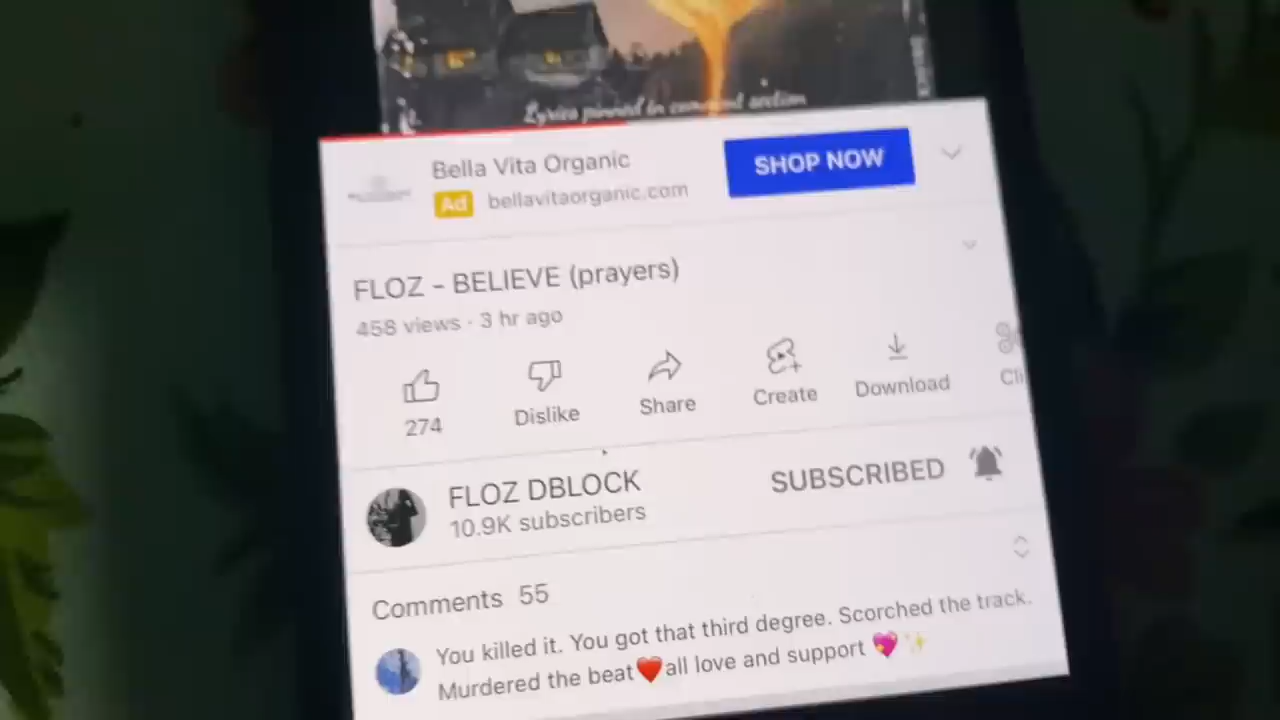 Lyrics pinned in comment section
Bella Vita Organic
SHOP NOW
Ad bellavitaorganic.com
FLOZ - BELIEVE (prayers)
458 views · 3 hr ago
274
Dislike
Share
Create
Download
Cli
FLOZ DBLOCK
SUBSCRIBED
10.9K subscribers
Comments 55
You killed it. You got that third degree. Scorched the track.
Murdered the beat❤️all love and support 💖✨